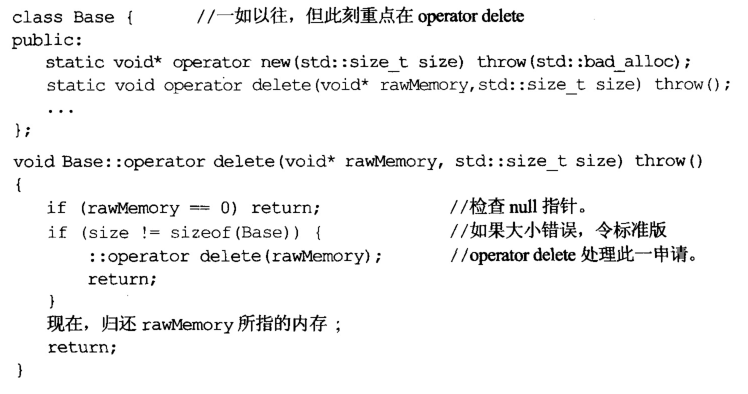 class Base { //一如以往，但此刻重点在 operator delete
public:
static void* operator new(std::size_t size) throw(std::bad_alloc);
static void operator delete(void* rawMemory,std::size_t size) throw();
...
};
void Base::operator delete(void* rawMemory, std::size_t size) throw()
{
if (rawMemory == 0) return; //检查 null 指针。
if (size != sizeof(Base)) { //如果大小错误，令标准版
::operator delete(rawMemory); //operator delete 处理此一申请。
return;
}
现在，归还 rawMemory 所指的内存；
return;
}